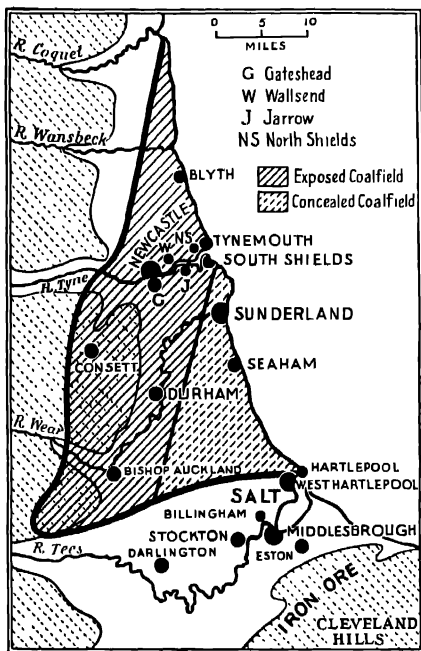 R. Coquet
0 5 10
MILES
G Gateshead
W Wallsend
J Jarrow
NS North Shields
R. Wansbeck
Exposed Coalfield
Concealed Coalfield
BLYTH
NEWCASTLE
W
NS
TYNEMOUTH
SOUTH SHIELDS
R. Tyne
G
J
SUNDERLAND
CONSETT
SEAHAM
DURHAM
R. Wear
BISHOP AUCKLAND
HARTLEPOOL
WEST HARTLEPOOL
SALT
BILLINGHAM
MIDDLESBROUGH
STOCKTON
R. Tees
DARLINGTON
ESTON
IRON ORE
CLEVELAND
HILLS